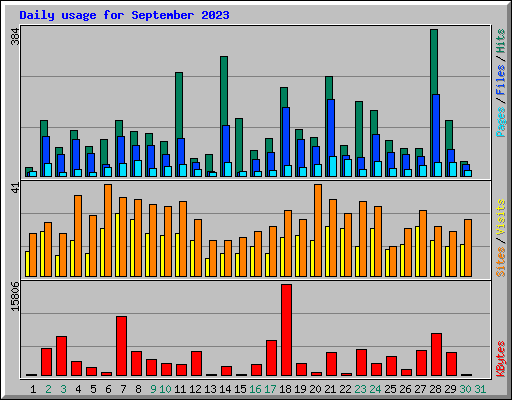 Daily usage for September 2023
384
Pages / Files / Hits
41
Sites / Visits
15806
KBytes
1 2 3 4 5 6 7 8 9 10 11 12 13 14 15 16 17 18 19 20 21 22 23 24 25 26 27 28 29 30 31